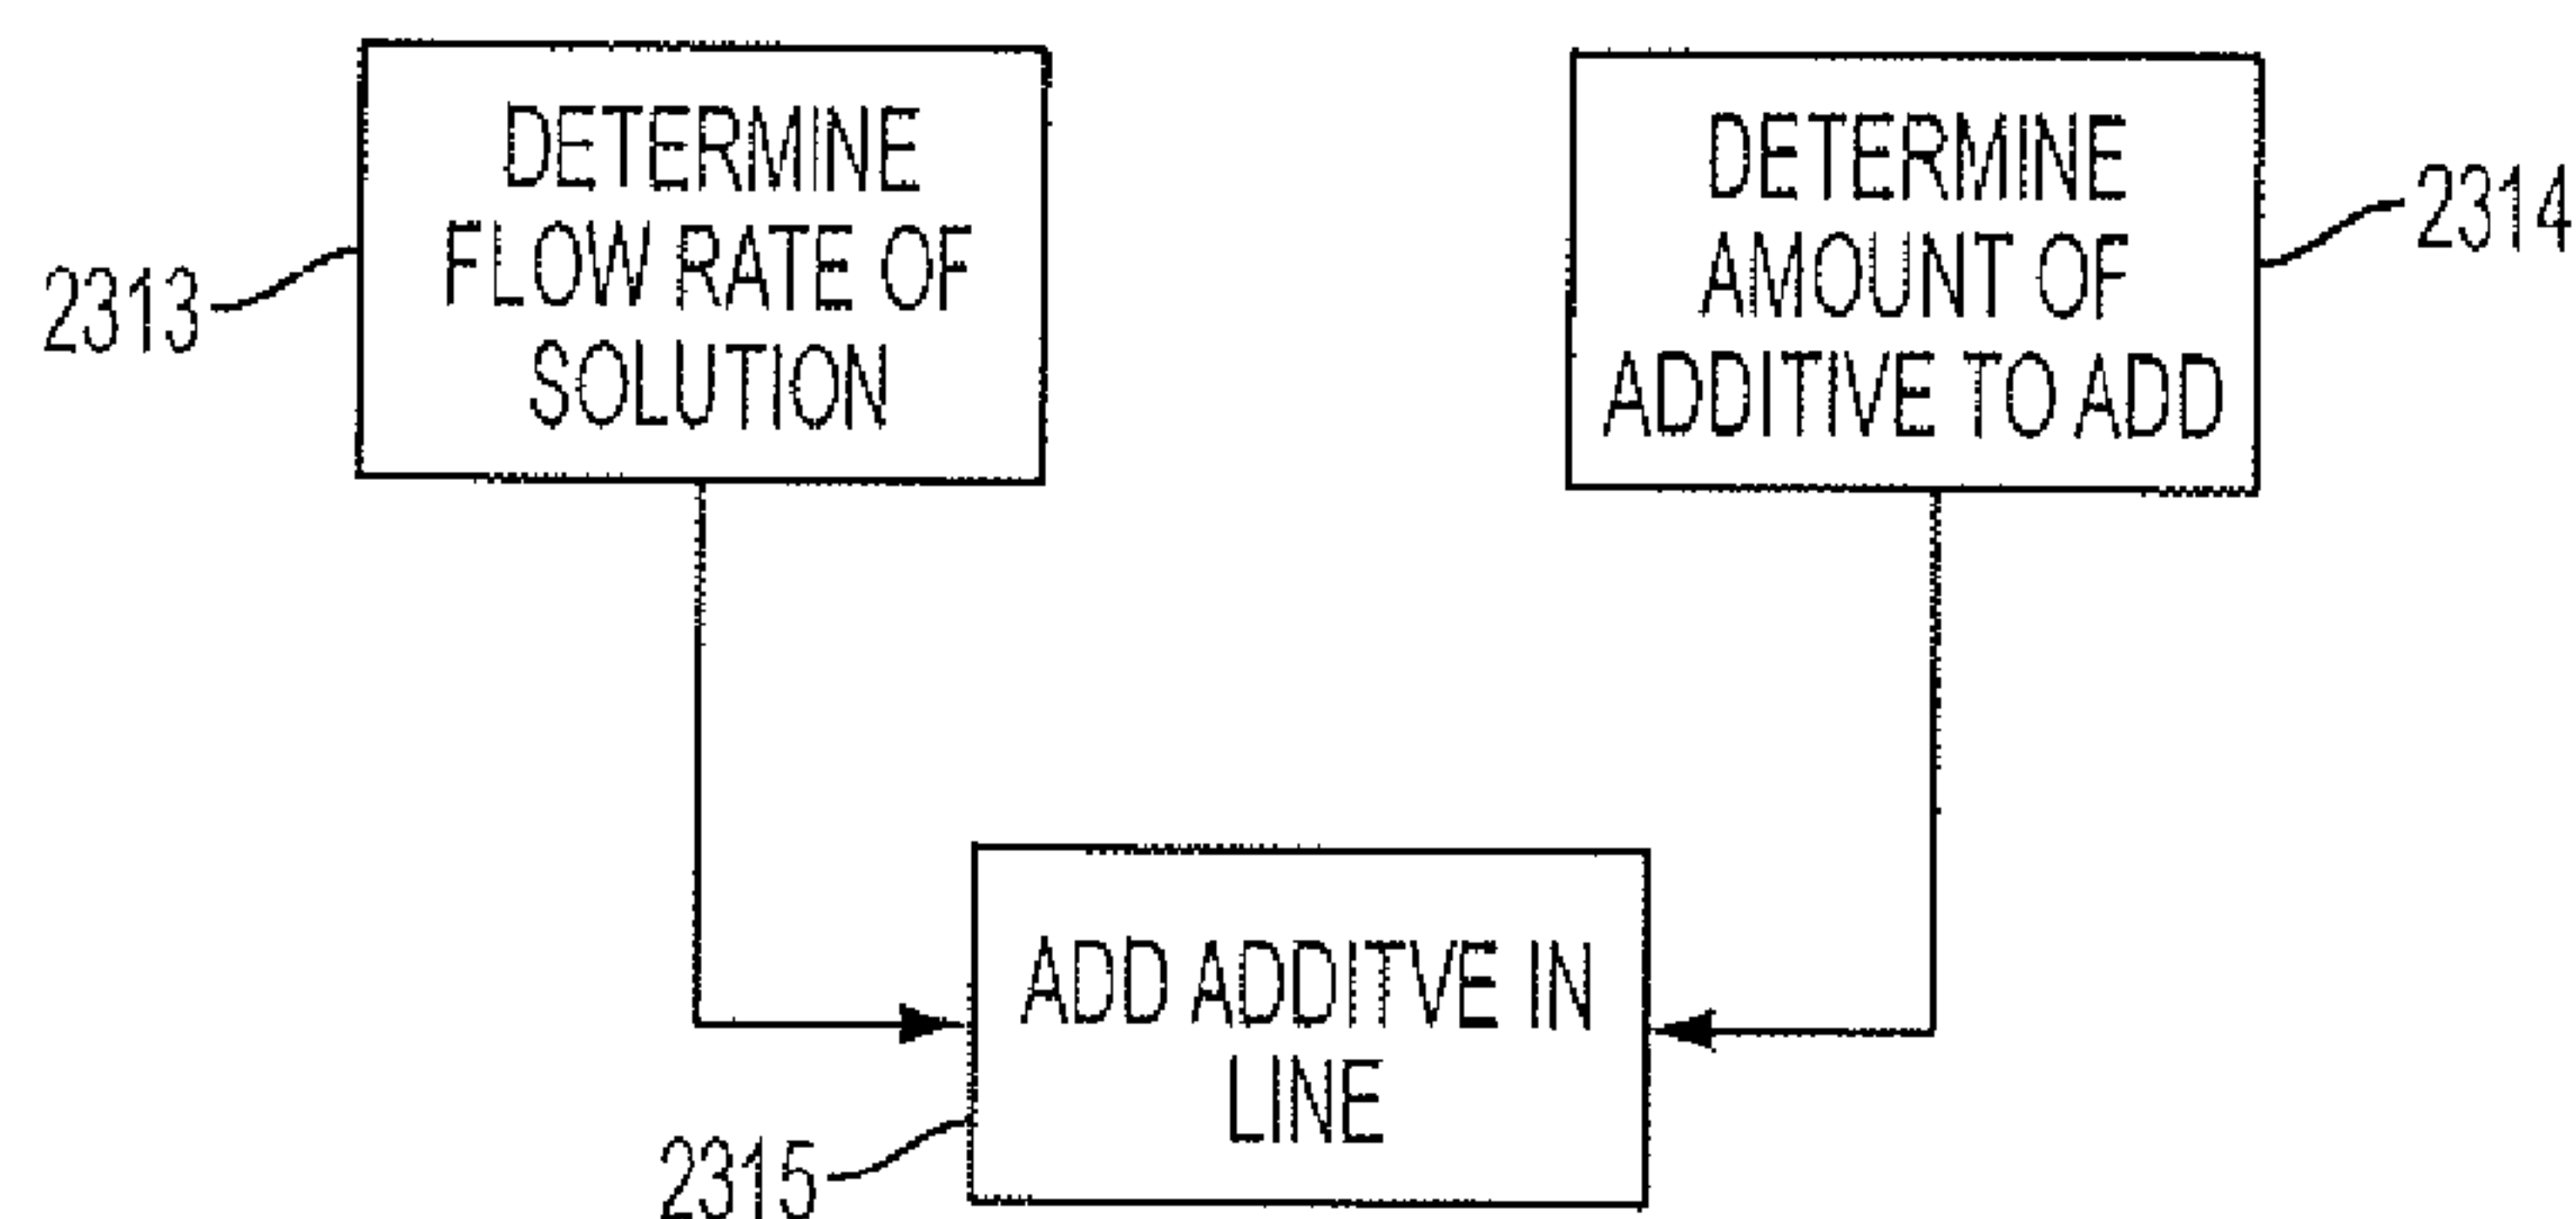 DETERMINE
FLOW RATE OF
SOLUTION
2313
DETERMINE
AMOUNT OF
ADDITIVE TO ADD
2314
ADD ADDITVE IN
LINE
2315